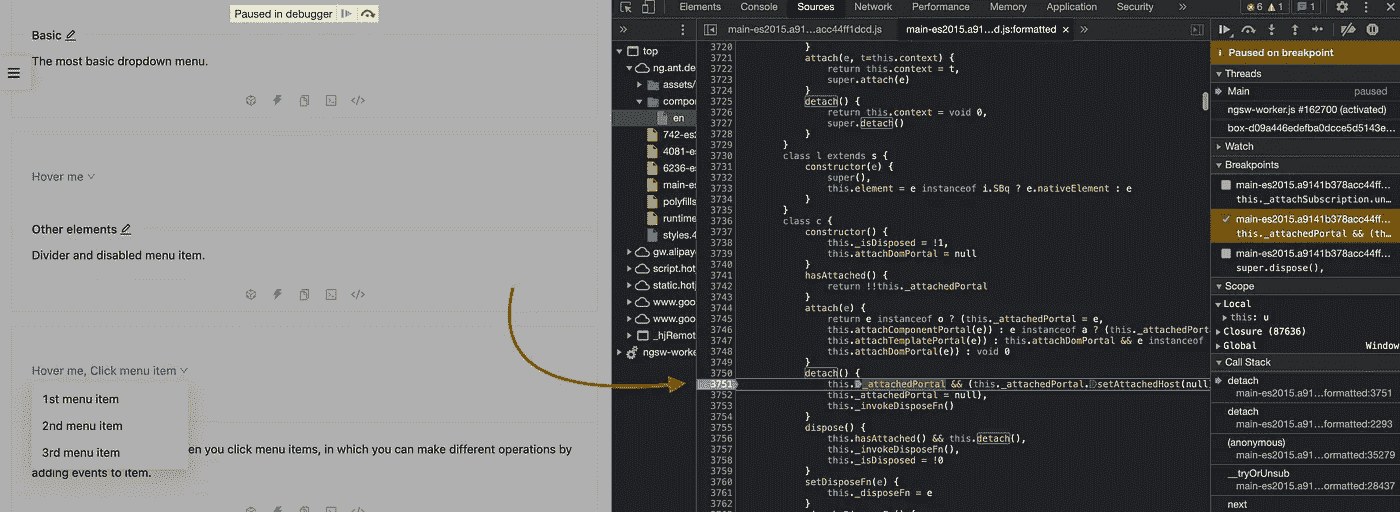 Paused in debugger
Basic
The most basic dropdown menu.
Hover me
Other elements
Divider and disabled menu item.
Hover me, Click menu item
1st menu item
2nd menu item
3rd menu item
en you click menu items, in which you can make different operations by
adding events to item.
Elements Console Sources Network Performance Memory Application Security » 6 1 1
» main-es2015.a91…acc44ff1dcd.js main-es2015.a91…d.js:formatted × »
top
ng.ant.de
assets/
compor
en
742-es
4081-e
6236-e
main-e
polyfills
runtime
styles.4
gw.alipay
script.hot
static.hot
www.goo
www.goo
_hjRemot
ngsw-worke
3720 }
3721 attach(e, t=this.context) {
3722 return this.context = t,
3723 super.attach(e)
3724 }
3725 detach() {
3726 return this.context = void 0,
3727 super.detach()
3728 }
3729 }
3730 class l extends s {
3731 constructor(e) {
3732 super(),
3733 this.element = e instanceof i.SBq ? e.nativeElement : e
3734 }
3735 }
3736 class c {
3737 constructor() {
3738 this._isDisposed = !1,
3739 this.attachDomPortal = null
3740 }
3741 hasAttached() {
3742 return !!this._attachedPortal
3743 }
3744 attach(e) {
3745 return e instanceof o ? (this._attachedPortal = e,
3746 this.attachComponentPortal(e)) : e instanceof a ? (this._attachedPort
3747 this.attachTemplatePortal(e)) : this.attachDomPortal && e instanceof
3748 this.attachDomPortal(e)) : void 0
3749 }
3750 detach() {
3751 this._attachedPortal && (this._attachedPortal.setAttachedHost(null
3752 this._attachedPortal = null),
3753 this._invokeDisposeFn()
3754 }
3755 dispose() {
3756 this.hasAttached() && this.detach(),
3757 this._invokeDisposeFn(),
3758 this._isDisposed = !0
3759 }
3760 setDisposeFn(e) {
3761 this._disposeFn = e
3762 }
Paused on breakpoint
Threads
Main paused
ngsw-worker.js #162700 (activated)
box-d09a446edefba0dcce5d5143e…
Watch
Breakpoints
main-es2015.a9141b378acc44ff…
this._attachSubscription.un…
main-es2015.a9141b378acc44ff…
this._attachedPortal && (th…
main-es2015.a9141b378acc44ff…
super.dispose(),
Scope
Local
this: u
Closure (87636)
Global Window
Call Stack
detach
main-es2015.a91…formatted:3751
detach
main-es2015.a91…formatted:2293
(anonymous)
main-es2015.a91…ormatted:35279
__tryOrUnsub
main-es2015.a91…ormatted:28437
next